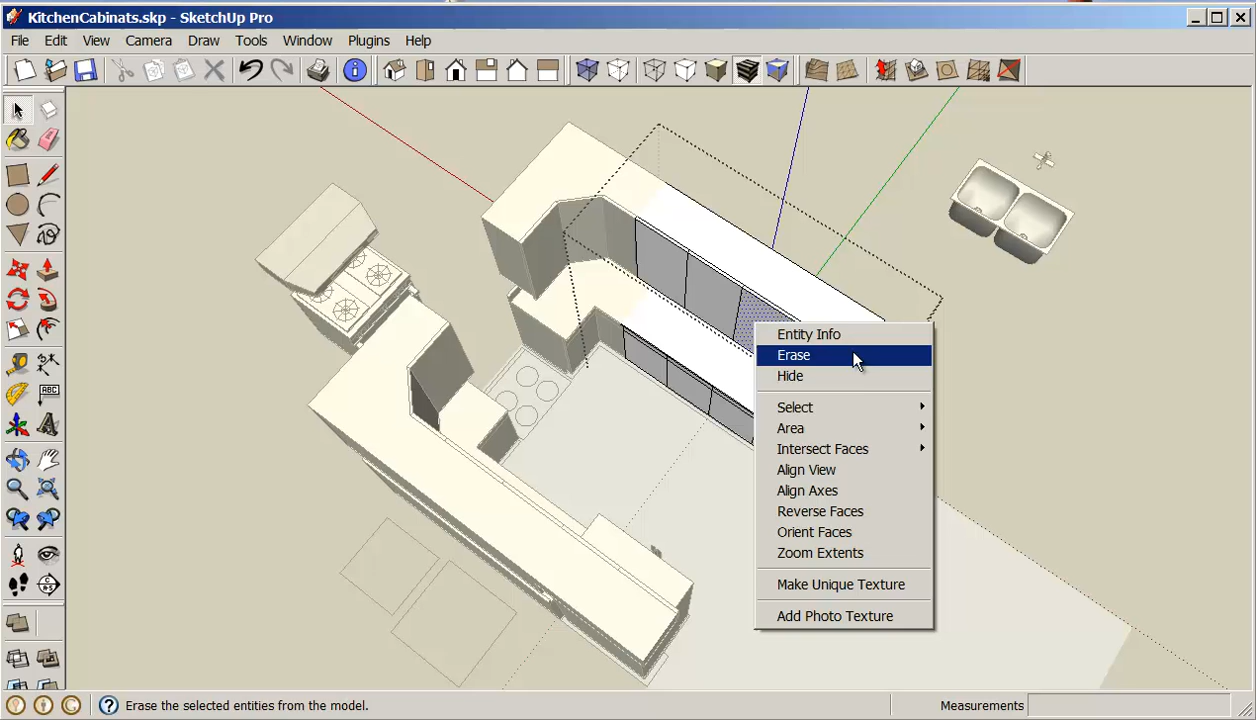 KitchenCabinats.skp - SketchUp Pro
File Edit View Camera Draw Tools Window Plugins Help
ABC
Entity Info
Erase
Hide
Select
Area
Intersect Faces
Align View
Align Axes
Reverse Faces
Orient Faces
Zoom Extents
Make Unique Texture
Add Photo Texture
Erase the selected entities from the model. Measurements